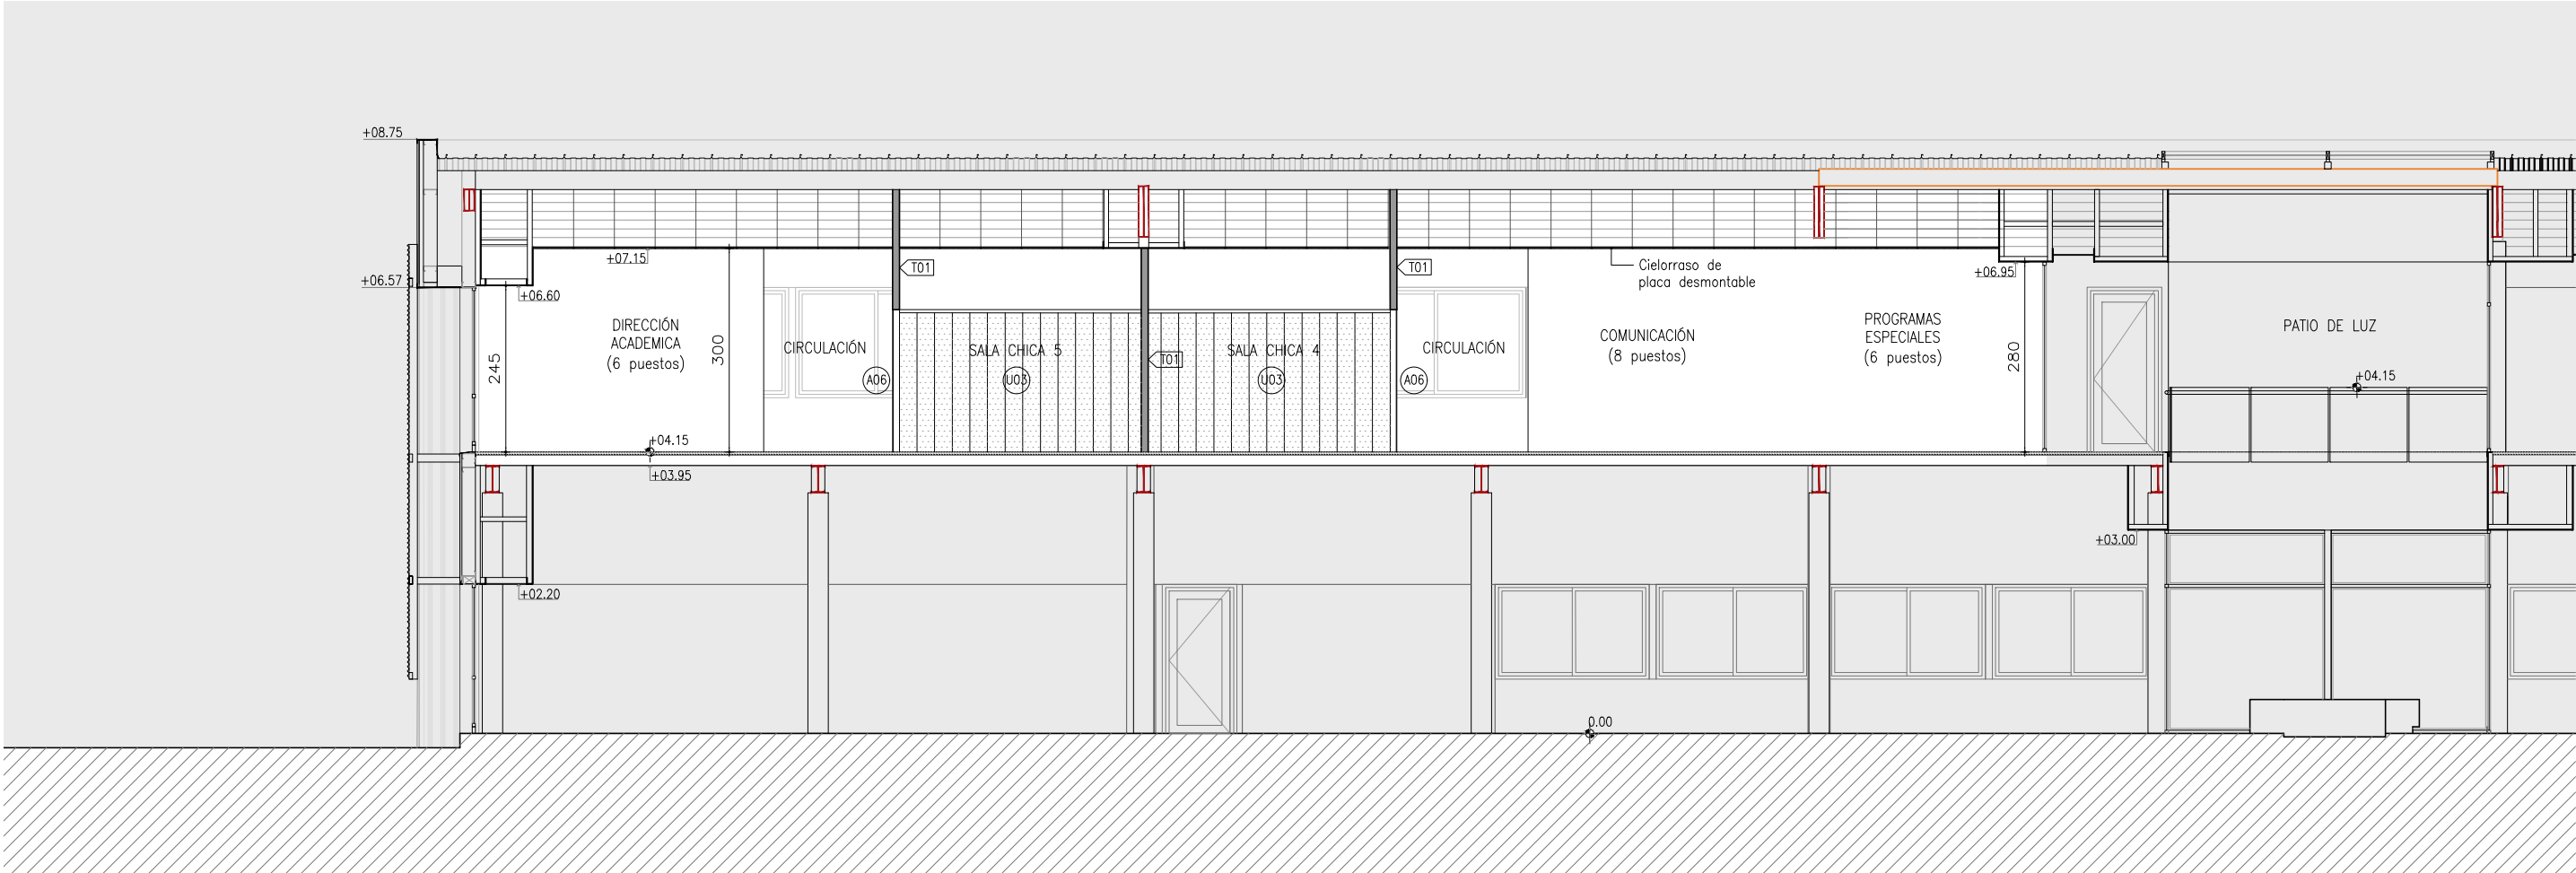 +08.75
+07.15
T01
T01
Cielorraso de
placa desmontable
+06.95
+06.57
+06.60
DIRECCIÓN
ACADEMICA
(6 puestos)
245
300
CIRCULACIÓN
A06
SALA CHICA 5
U03
T01
SALA CHICA 4
U03
CIRCULACIÓN
A06
COMUNICACIÓN
(8 puestos)
PROGRAMAS
ESPECIALES
(6 puestos)
280
PATIO DE LUZ
+04.15
+04.15
+03.95
+03.00
+02.20
0.00